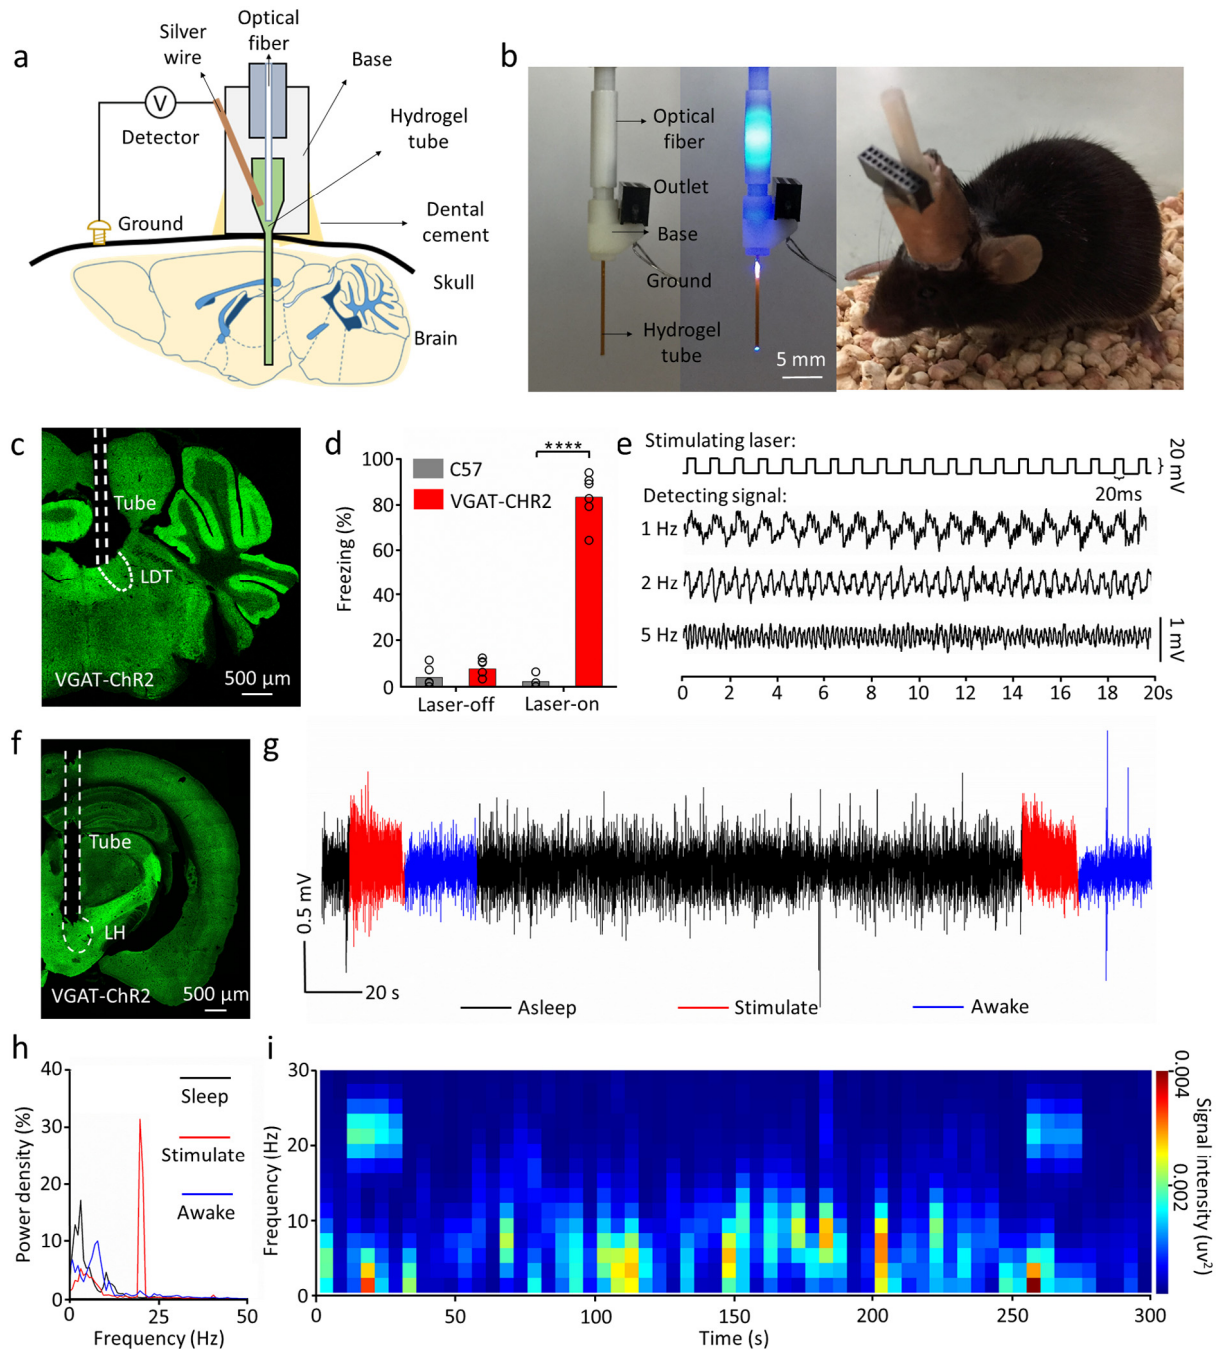 a
Silver
wire
Optical
fiber
Base
V
Detector
Hydrogel
tube
Ground
Dental
cement
Skull
Brain
b
Optical
fiber
Outlet
Base
Ground
Hydrogel
tube
5 mm
c
Tube
LDT
VGAT-ChR2
500 μm
d
100
80
60
40
20
0
Freezing (%)
C57
VGAT-CHR2
****
Laser-off
Laser-on
e
Stimulating laser:
20 mV
20ms
Detecting signal:
1 Hz
2 Hz
5 Hz
1 mV
0 2 4 6 8 10 12 14 16 18 20s
f
Tube
LH
VGAT-ChR2
500 μm
g
0.5 mV
20 s
Asleep
Stimulate
Awake
h
40
30
20
10
0
Power density (%)
Sleep
Stimulate
Awake
0 50
Frequency (Hz)
i
30
20
10
0
Frequency (Hz)
0 50 100 150 200 250 300
Time (s)
0.004
0.002
0
Signal intensity (uv²)